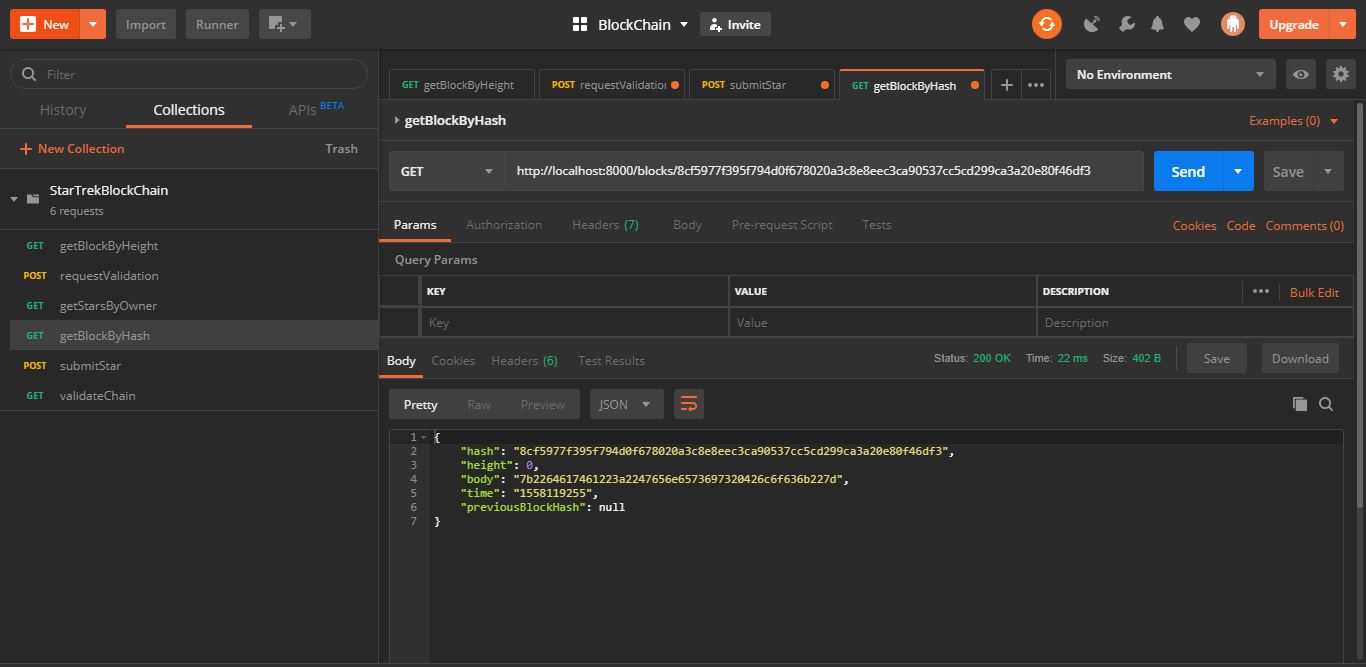 New
Import
Runner
BlockChain
Invite
Upgrade
Filter
History
Collections
APIs BETA
New Collection
Trash
StarTrekBlockChain
6 requests
GET getBlockByHeight
POST requestValidation
GET getStarsByOwner
GET getBlockByHash
POST submitStar
GET validateChain
GET getBlockByHeight
POST requestValidation
POST submitStar
GET getBlockByHash
No Environment
getBlockByHash
Examples (0)
GET
http://localhost:8000/blocks/8cf5977f395f794d0f678020a3c8e8eec3ca90537cc5cd299ca3a20e80f46df3
Send
Save
Params
Authorization
Headers (7)
Body
Pre-request Script
Tests
Cookies
Code
Comments (0)
Query Params
KEY
VALUE
DESCRIPTION
Bulk Edit
Key
Value
Description
Body
Cookies
Headers (6)
Test Results
Status: 200 OK
Time: 22 ms
Size: 402 B
Save
Download
Pretty
Raw
Preview
JSON
1 {
2 "hash": "8cf5977f395f794d0f678020a3c8e8eec3ca90537cc5cd299ca3a20e80f46df3",
3 "height": 0,
4 "body": "7b2264617461223a2247656e6573697320426c6f636b227d",
5 "time": "1558119255",
6 "previousBlockHash": null
7 }